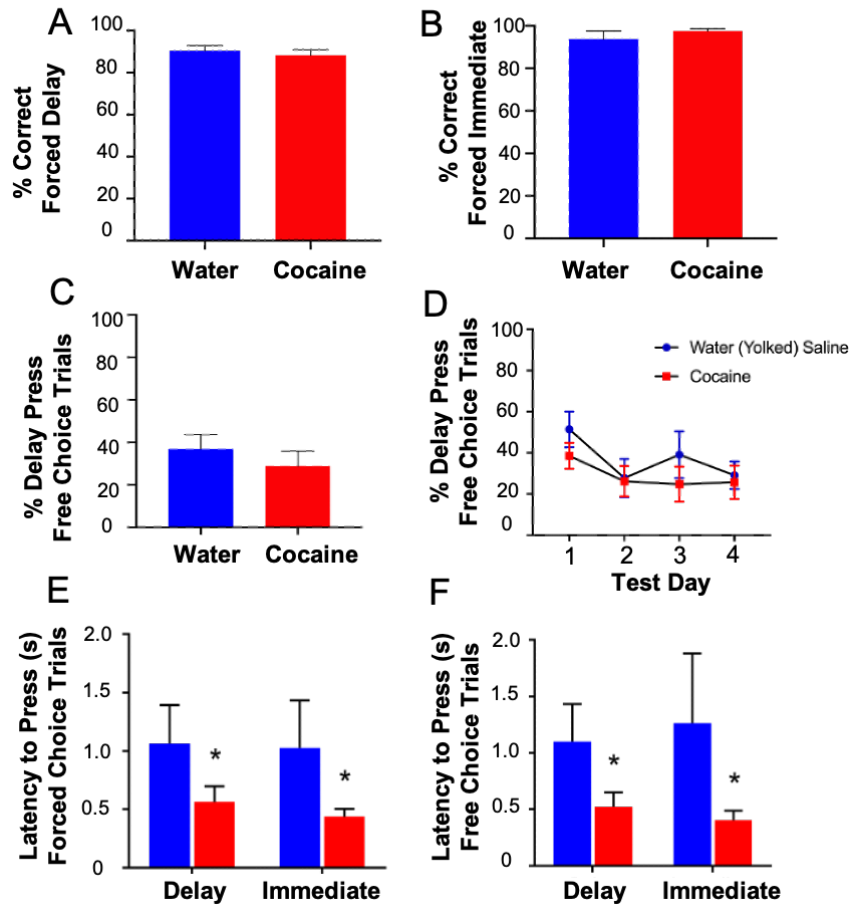 A
% Correct
Forced Delay
100
80
60
40
20
0
Water Cocaine
B
% Correct
Forced Immediate
100
80
60
40
20
0
Water Cocaine
C
% Delay Press
Free Choice Trials
100
80
60
40
20
0
Water Cocaine
D
% Delay Press
Free Choice Trials
100
80
60
40
20
0
Water (Yolked) Saline
Cocaine
1 2 3 4
Test Day
E
Latency to Press (s)
Forced Choice Trials
2.0
1.5
1.0
0.5
0
* *
Delay Immediate
F
Latency to Press (s)
Free Choice Trials
2.0
1.5
1.0
0.5
0
* *
Delay Immediate